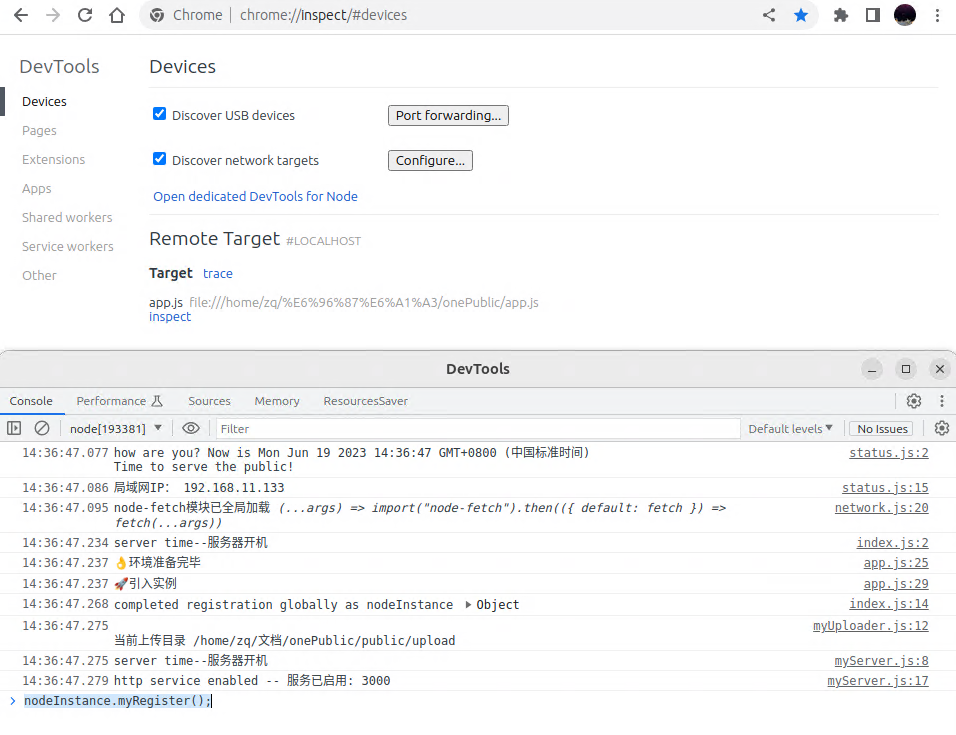 Chrome | chrome://inspect/#devices
DevTools
Devices
Devices
Pages
Extensions
Apps
Shared workers
Service workers
Other
Discover USB devices
Port forwarding...
Discover network targets
Configure...
Open dedicated DevTools for Node
Remote Target #LOCALHOST
Target trace
app.js file:///home/zq/%E6%96%87%E6%A1%A3/onePublic/app.js
inspect
DevTools
Console Performance Sources Memory ResourcesSaver
node[193381] Filter Default levels No Issues
14:36:47.077 how are you? Now is Mon Jun 19 2023 14:36:47 GMT+0800 (中国标准时间) status.js:2
Time to serve the public!
14:36:47.086 局域网IP： 192.168.11.133 status.js:15
14:36:47.095 node-fetch模块已全局加载 (...args) => import("node-fetch").then(({ default: fetch }) => network.js:20
fetch(...args))
14:36:47.234 server time--服务器开机 index.js:2
14:36:47.237 👌环境准备完毕 app.js:25
14:36:47.237 🚀引入实例 app.js:29
14:36:47.268 completed registration globally as nodeInstance Object index.js:14
14:36:47.275 myUploader.js:12
当前上传目录 /home/zq/文档/onePublic/public/upload
14:36:47.275 server time--服务器开机 myServer.js:8
14:36:47.279 http service enabled -- 服务已启用: 3000 myServer.js:17
nodeInstance.myRegister();